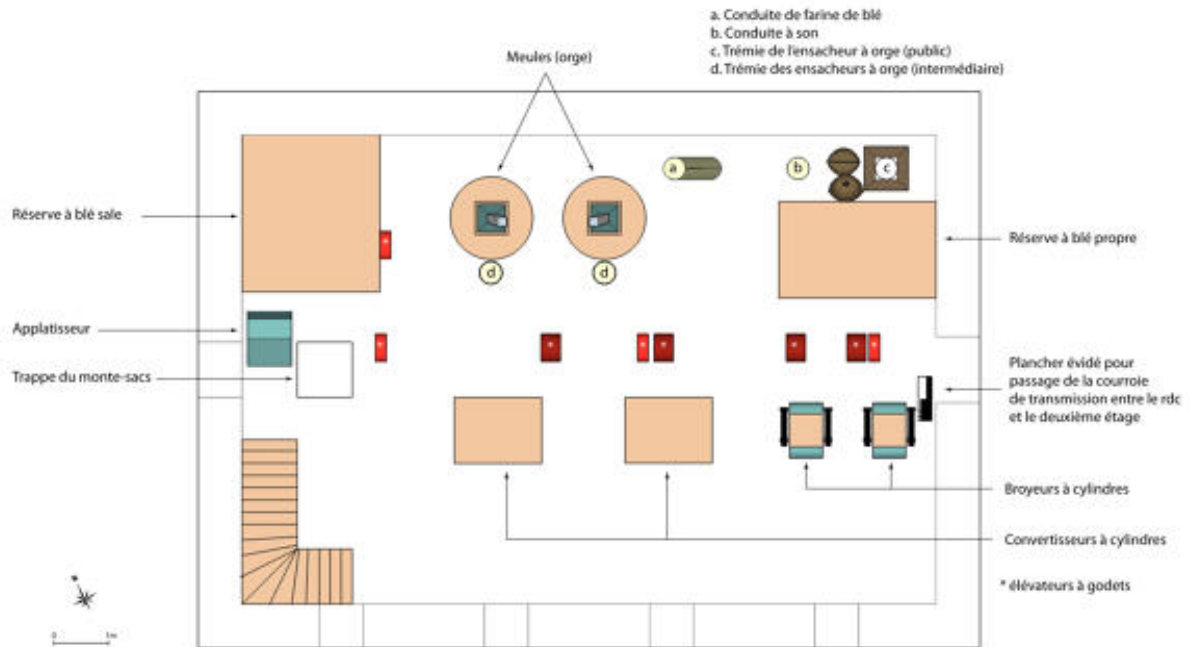 a. Conduite de farine de blé
b. Conduite à son
c. Trémie de l'ensacheur à orge (public)
d. Trémie des ensacheurs à orge (intermédiaire)
Meules (orge)
a
b
c
Réserve à blé sale
Réserve à blé propre
d
d
Applatisseur
Trappe du monte-sacs
Plancher évidé pour
passage de la courroie
de transmission entre le rdc
et le deuxième étage
Broyeurs à cylindres
Convertisseurs à cylindres
* élévateurs à godets
0 1m